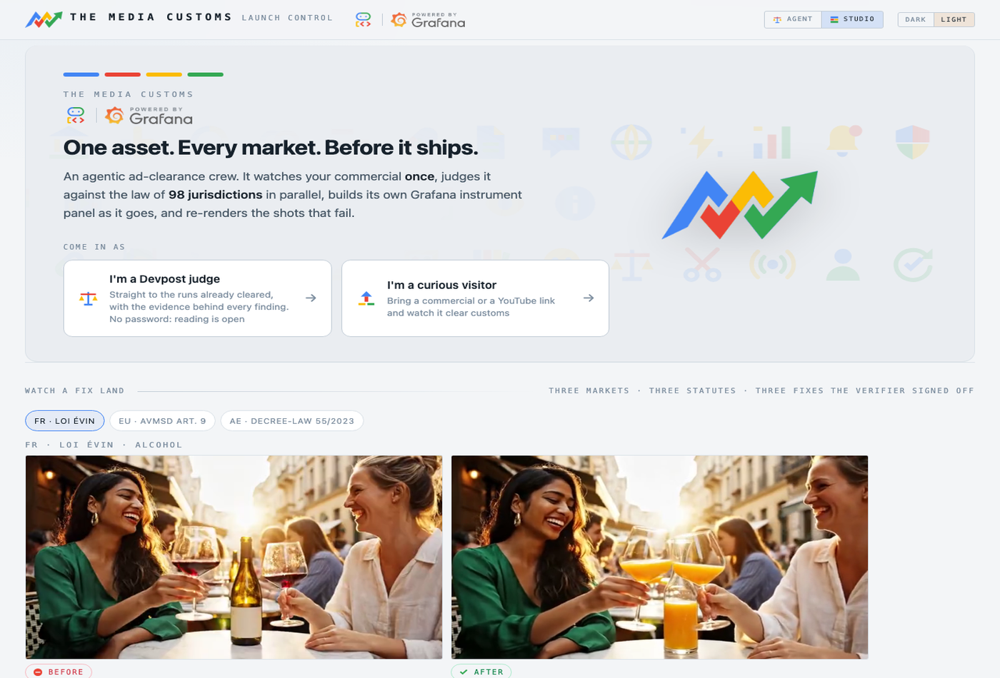 THE MEDIA CUSTOMS LAUNCH CONTROL POWERED BY Grafana AGENT STUDIO DARK LIGHT
THE MEDIA CUSTOMS
POWERED BY
Grafana
One asset. Every market. Before it ships.
An agentic ad-clearance crew. It watches your commercial once, judges it
against the law of 98 jurisdictions in parallel, builds its own Grafana instrument
panel as it goes, and re-renders the shots that fail.
COME IN AS
I'm a Devpost judge
Straight to the runs already cleared,
with the evidence behind every finding.
No password: reading is open
I'm a curious visitor
Bring a commercial or a YouTube link
and watch it clear customs
WATCH A FIX LAND
THREE MARKETS · THREE STATUTES · THREE FIXES THE VERIFIER SIGNED OFF
FR · LOI ÉVIN
EU · AVMSD ART. 9
AE · DECREE-LAW 55/2023
FR · LOI ÉVIN · ALCOHOL
BEFORE
AFTER